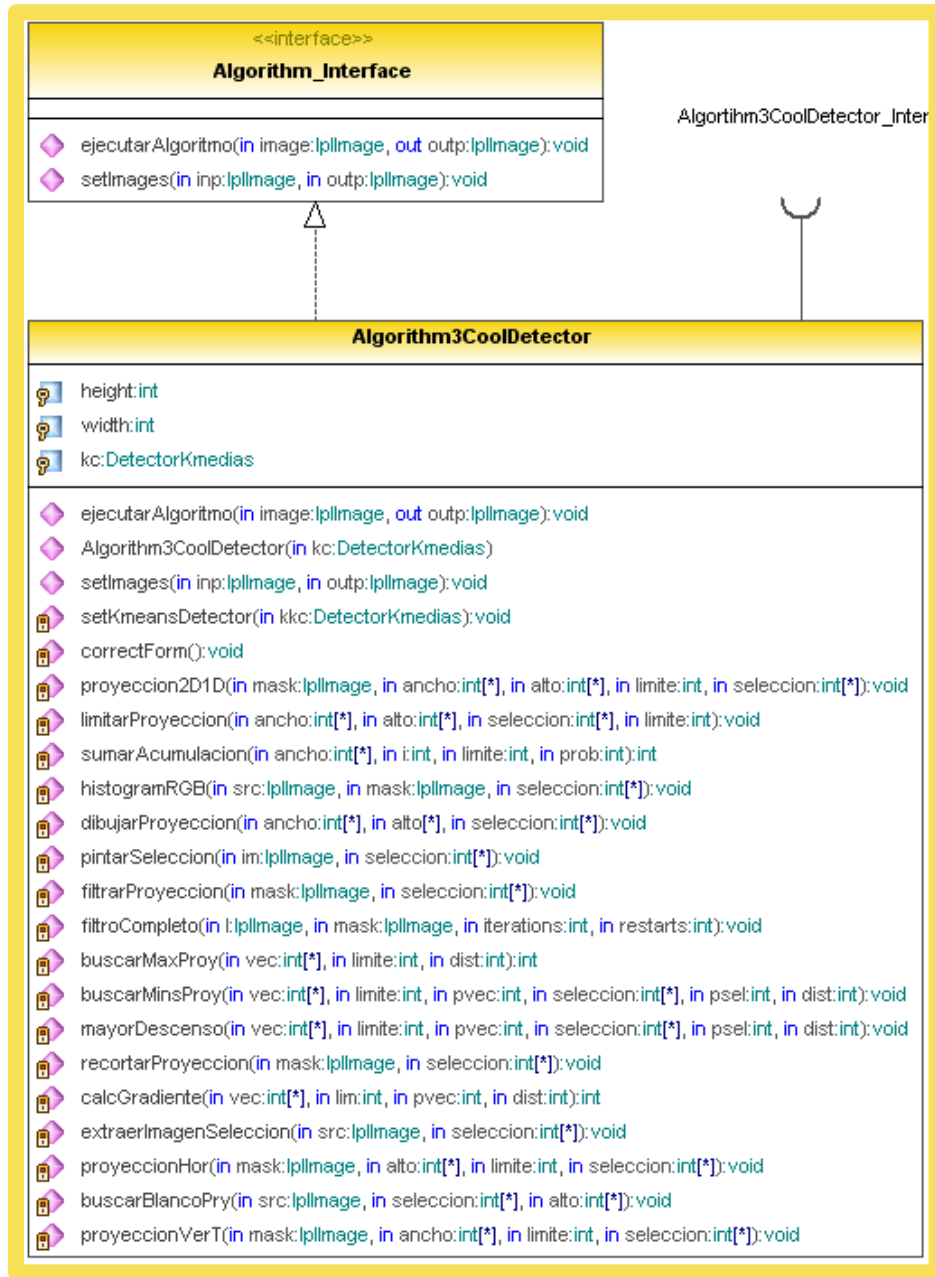 <<interface>>
Algorithm_Interface
ejecutarAlgoritmo(in image:IplImage, out outp:IplImage):void
setImages(in inp:IplImage, in outp:IplImage):void
Algortihm3CoolDetector_Inter
Algorithm3CoolDetector
height:int
width:int
kc:DetectorKmedias
ejecutarAlgoritmo(in image:IplImage, out outp:IplImage):void
Algorithm3CoolDetector(in kc:DetectorKmedias)
setImages(in inp:IplImage, in outp:IplImage):void
setKmeansDetector(in kkc:DetectorKmedias):void
correctForm():void
proyeccion2D1D(in mask:IplImage, in ancho:int[*], in alto:int[*], in limite:int, in seleccion:int[*]):void
limitarProyeccion(in ancho:int[*], in alto:int[*], in seleccion:int[*], in limite:int):void
sumarAcumulacion(in ancho:int[*], in i:int, in limite:int, in prob:int):int
histogramRGB(in src:IplImage, in mask:IplImage, in seleccion:int[*]):void
dibujarProyeccion(in ancho:int[*], in alto[*], in seleccion:int[*]):void
pintarSeleccion(in im:IplImage, in seleccion:int[*]):void
filtrarProyeccion(in mask:IplImage, in seleccion:int[*]):void
filtroCompleto(in I:IplImage, in mask:IplImage, in iterations:int, in restarts:int):void
buscarMaxProy(in vec:int[*], in limite:int, in dist:int):int
buscarMinsProy(in vec:int[*], in limite:int, in pvec:int, in seleccion:int[*], in psel:int, in dist:int):void
mayorDescenso(in vec:int[*], in limite:int, in pvec:int, in seleccion:int[*], in psel:int, in dist:int):void
recortarProyeccion(in mask:IplImage, in seleccion:int[*]):void
calcGradiente(in vec:int[*], in lim:int, in pvec:int, in dist:int):int
extraerImagenSeleccion(in src:IplImage, in seleccion:int[*]):void
proyeccionHor(in mask:IplImage, in alto:int[*], in limite:int, in seleccion:int[*]):void
buscarBlancoPry(in src:IplImage, in seleccion:int[*], in alto:int[*]):void
proyeccionVerT(in mask:IplImage, in ancho:int[*], in limite:int, in seleccion:int[*]):void